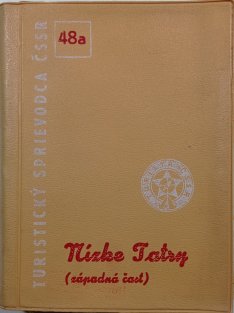 TURISTICKÝ SPRIEVODCA ČSSR
48a
Nízke Tatry
(západná časť)